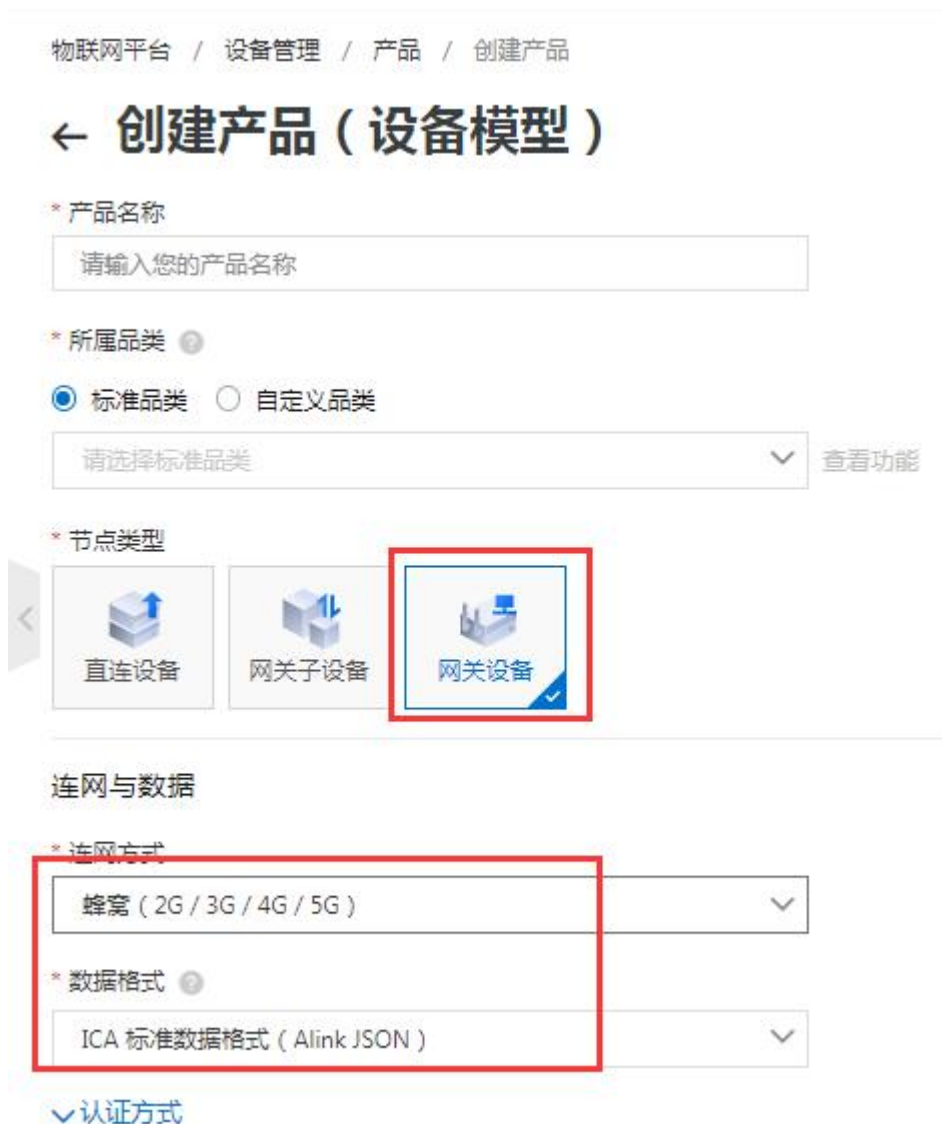 物联网平台 / 设备管理 / 产品 / 创建产品
← 创建产品（设备模型）
* 产品名称
请输入您的产品名称
* 所属品类 ?
标准品类 自定义品类
请选择标准品类 查看功能
* 节点类型
直连设备 网关子设备 网关设备
连网与数据
* 连网方式
蜂窝（2G / 3G / 4G / 5G）
* 数据格式 ?
ICA 标准数据格式（Alink JSON）
认证方式